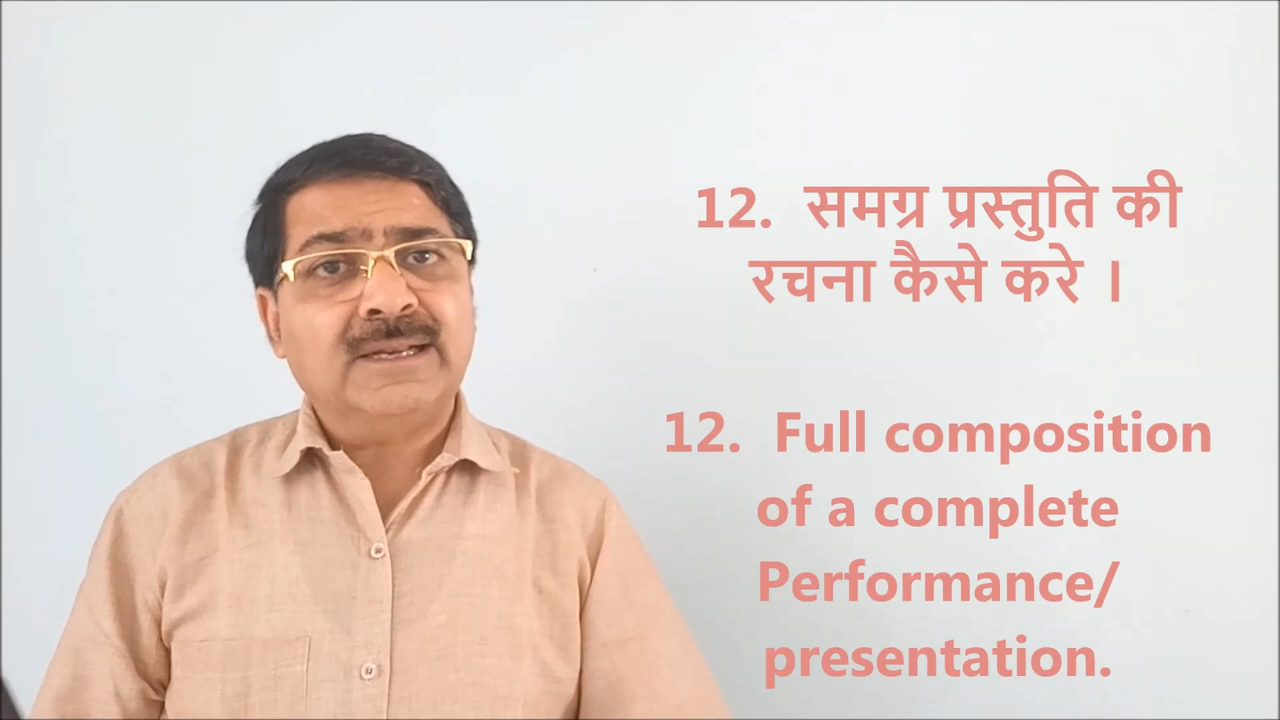 12. समग्र प्रस्तुति की
रचना कैसे करे ।
12. Full composition
of a complete
Performance/
presentation.